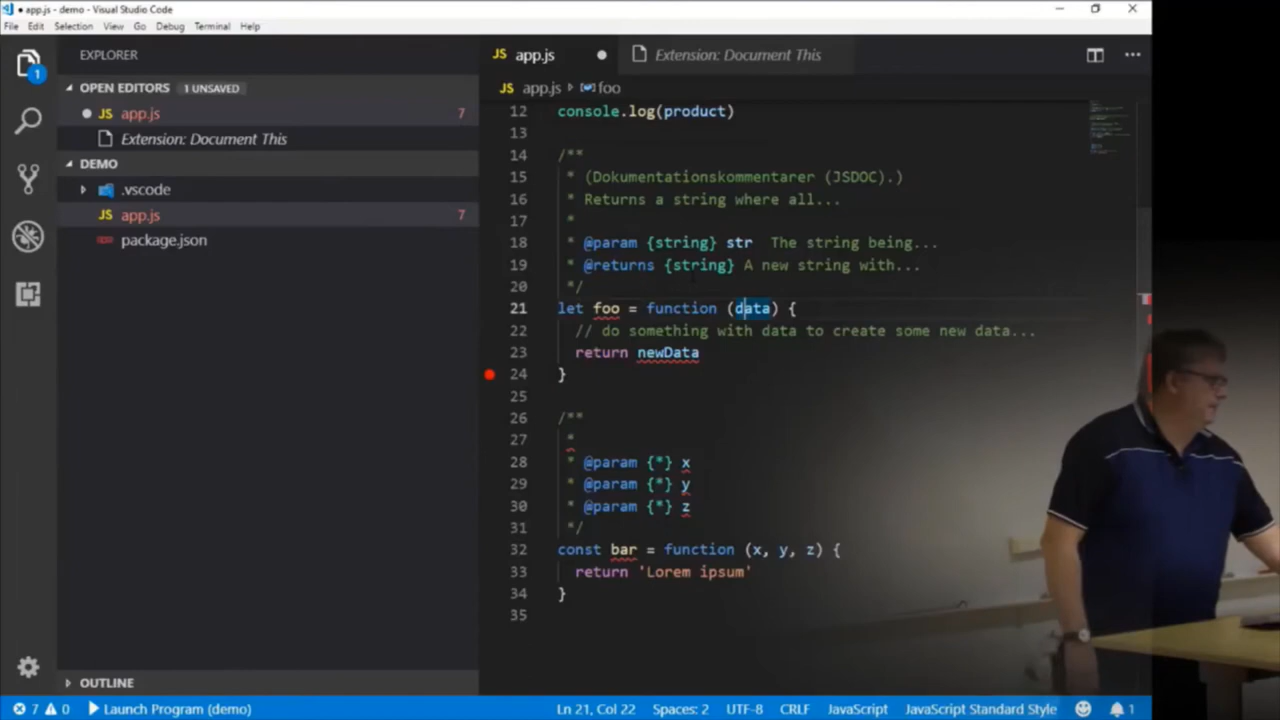 app.js - demo - Visual Studio Code
File Edit Selection View Go Debug Terminal Help
EXPLORER
OPEN EDITORS 1 UNSAVED
JS app.js 7
Extension: Document This
DEMO
.vscode
JS app.js 7
package.json
OUTLINE
1
JS app.js
Extension: Document This
JS app.js foo
12 console.log(product)
13
14 /**
15 * (Dokumentationskommentarer (JSDOC).)
16 * Returns a string where all...
17 *
18 * @param {string} str The string being...
19 * @returns {string} A new string with...
20 */
21 let foo = function (data) {
22 // do something with data to create some new data...
23 return newData
24 }
25
26 /**
27 *
28 * @param {*} x
29 * @param {*} y
30 * @param {*} z
31 */
32 const bar = function (x, y, z) {
33 return 'Lorem ipsum'
34 }
35
7 0 Launch Program (demo) Ln 21, Col 22 Spaces: 2 UTF-8 CRLF JavaScript JavaScript Standard Style 1